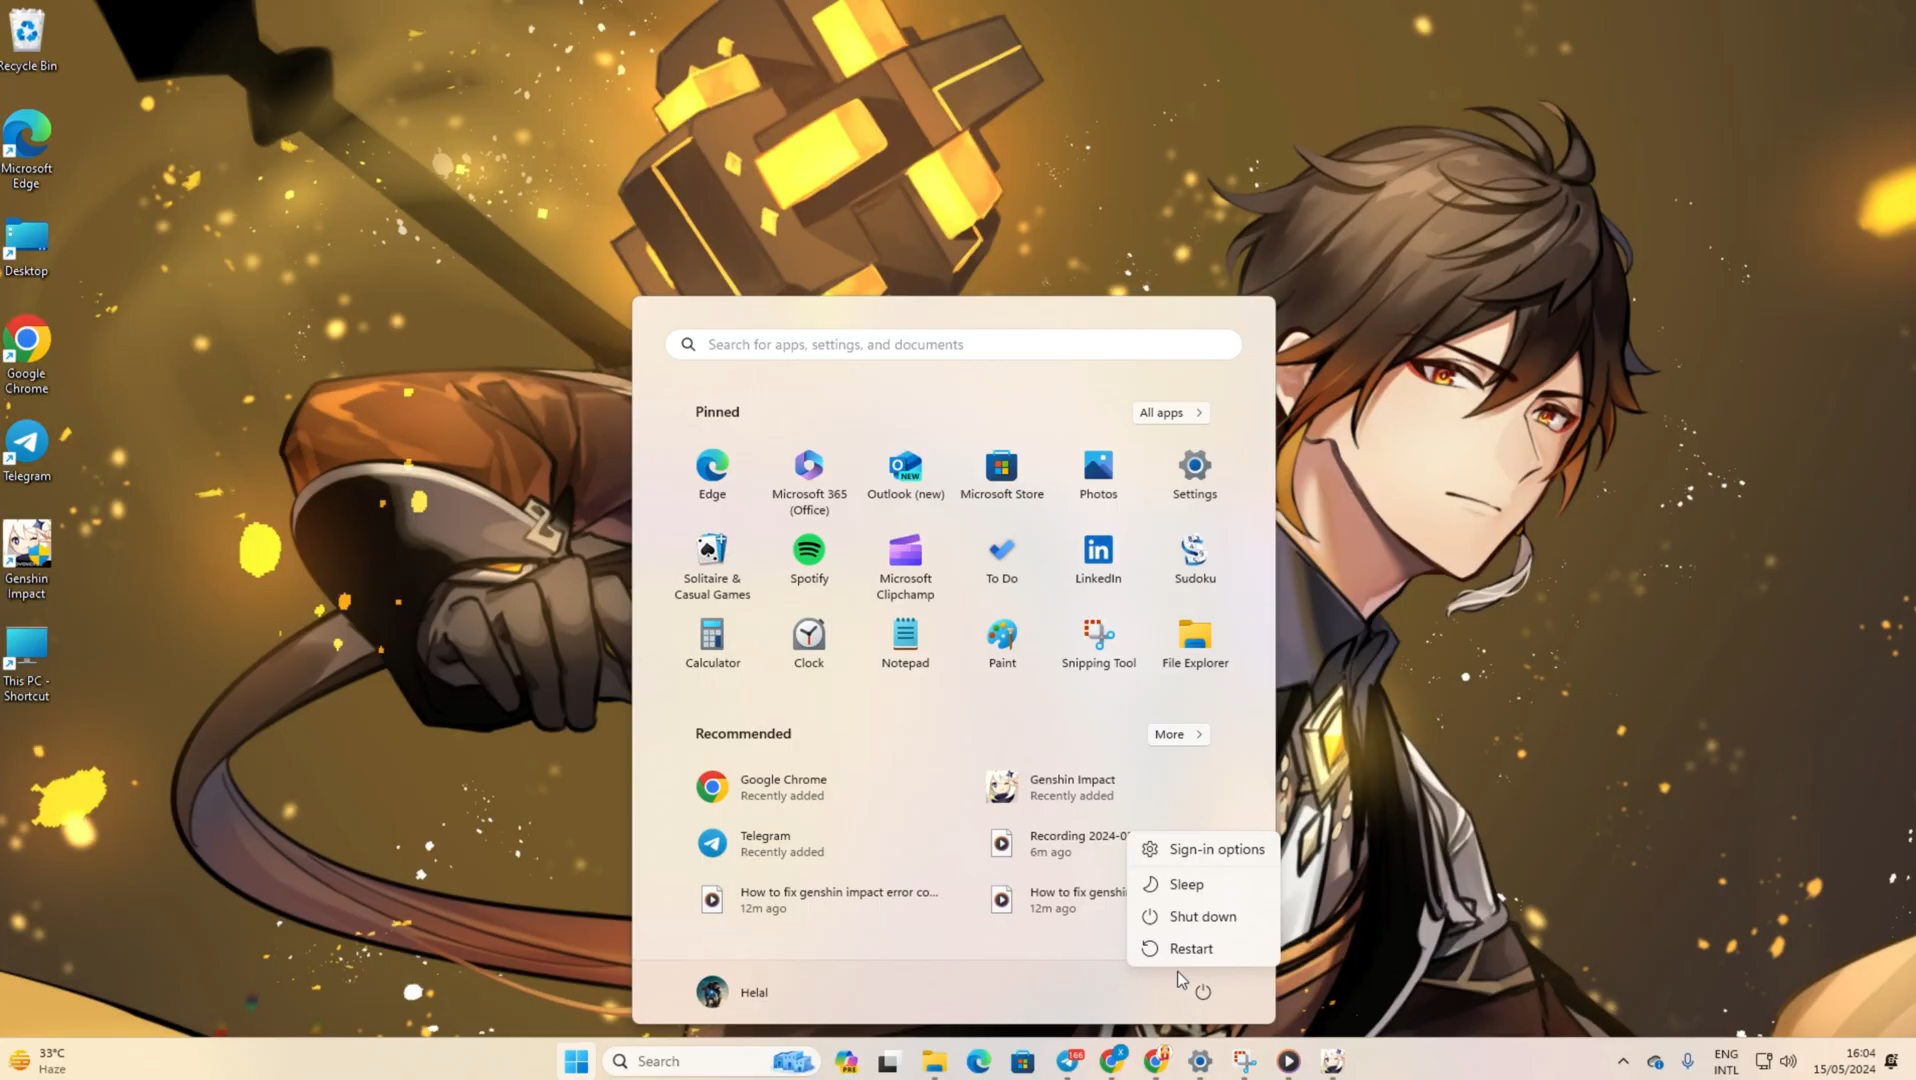 Recycle Bin
Microsoft
Edge
Desktop
Google
Chrome
Telegram
Genshin
Impact
This PC -
Shortcut
Search for apps, settings, and documents
Pinned
All apps
Edge
Microsoft 365
(Office)
Outlook (new)
Microsoft Store
Photos
Settings
Solitaire &
Casual Games
Spotify
Microsoft
Clipchamp
To Do
LinkedIn
Sudoku
Calculator
Clock
Notepad
Paint
Snipping Tool
File Explorer
Recommended
More
Google Chrome
Recently added
Genshin Impact
Recently added
Telegram
Recently added
Recording 2024-0
6m ago
How to fix genshin impact error co...
12m ago
How to fix genshi
12m ago
Sign-in options
Sleep
Shut down
Restart
Helal
33°C
Haze
Search
PRE
166
ENG
INTL
16:04
15/05/2024